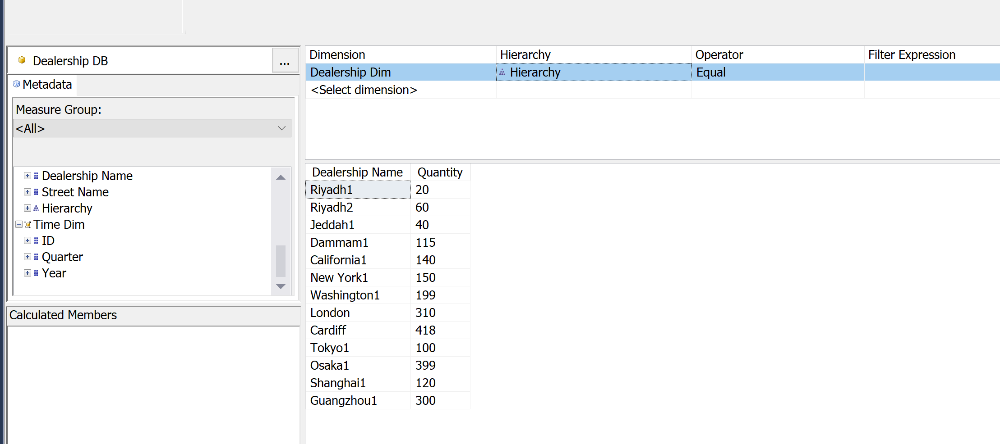 Dealership DB
...
Metadata
Measure Group:
<All>
Dealership Name
Street Name
Hierarchy
Time Dim
ID
Quarter
Year
Calculated Members
Dimension Hierarchy Operator Filter Expression
Dealership Dim Hierarchy Equal
<Select dimension>
Dealership Name Quantity
Riyadh1 20
Riyadh2 60
Jeddah1 40
Dammam1 115
California1 140
New York1 150
Washington1 199
London 310
Cardiff 418
Tokyo1 100
Osaka1 399
Shanghai1 120
Guangzhou1 300